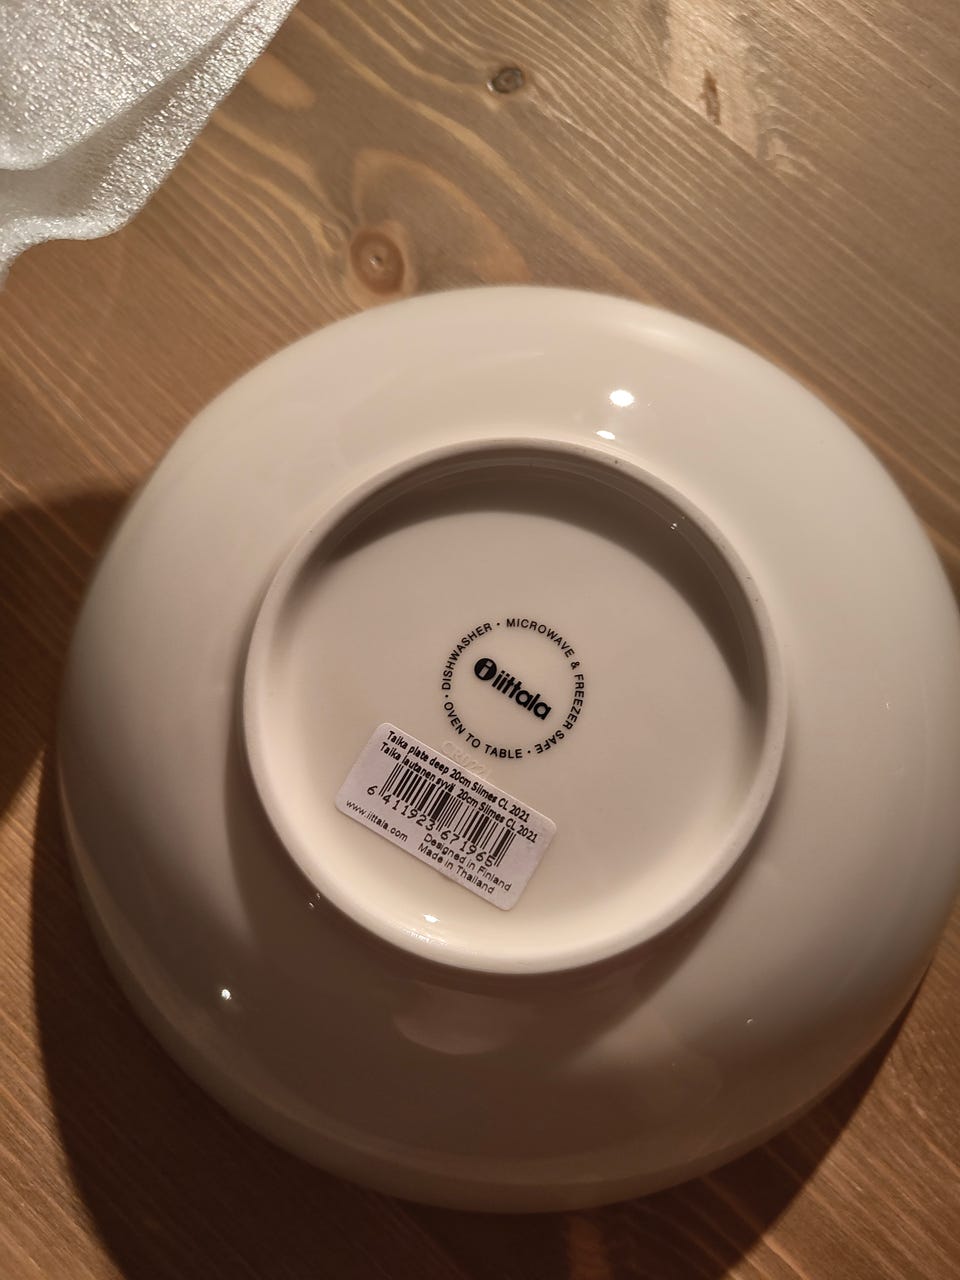 DISHWASHER · MICROWAVE & FREEZER SAFE · OVEN TO TABLE ·
i iittala
Taika plate deep 20cm Siimes CL 2021
Taika lautanen syvä 20cm Siimes CL 2021
6 411923 671965
www.iittala.com
Designed in Finland
Made in Thailand